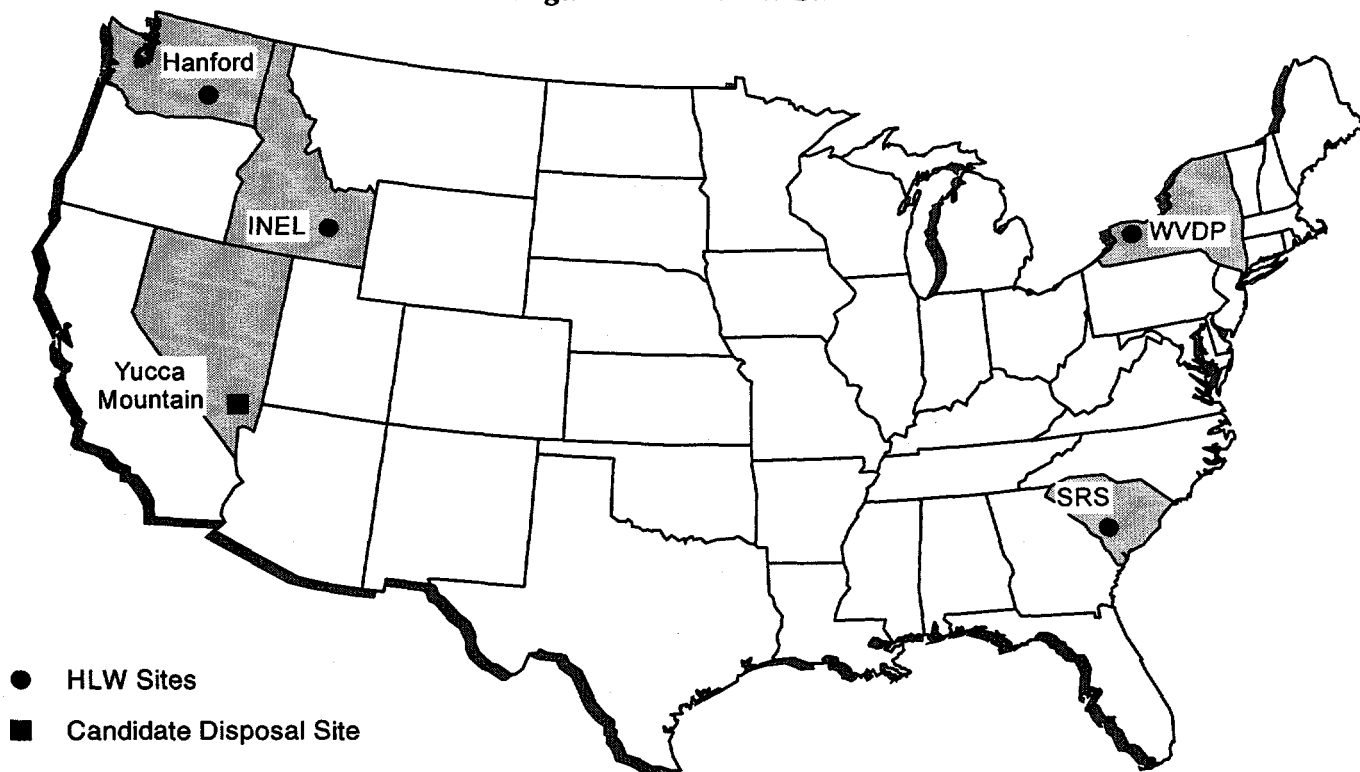 Hanford
INEL
WVDP
Yucca
Mountain
SRS
HLW Sites
Candidate Disposal Site